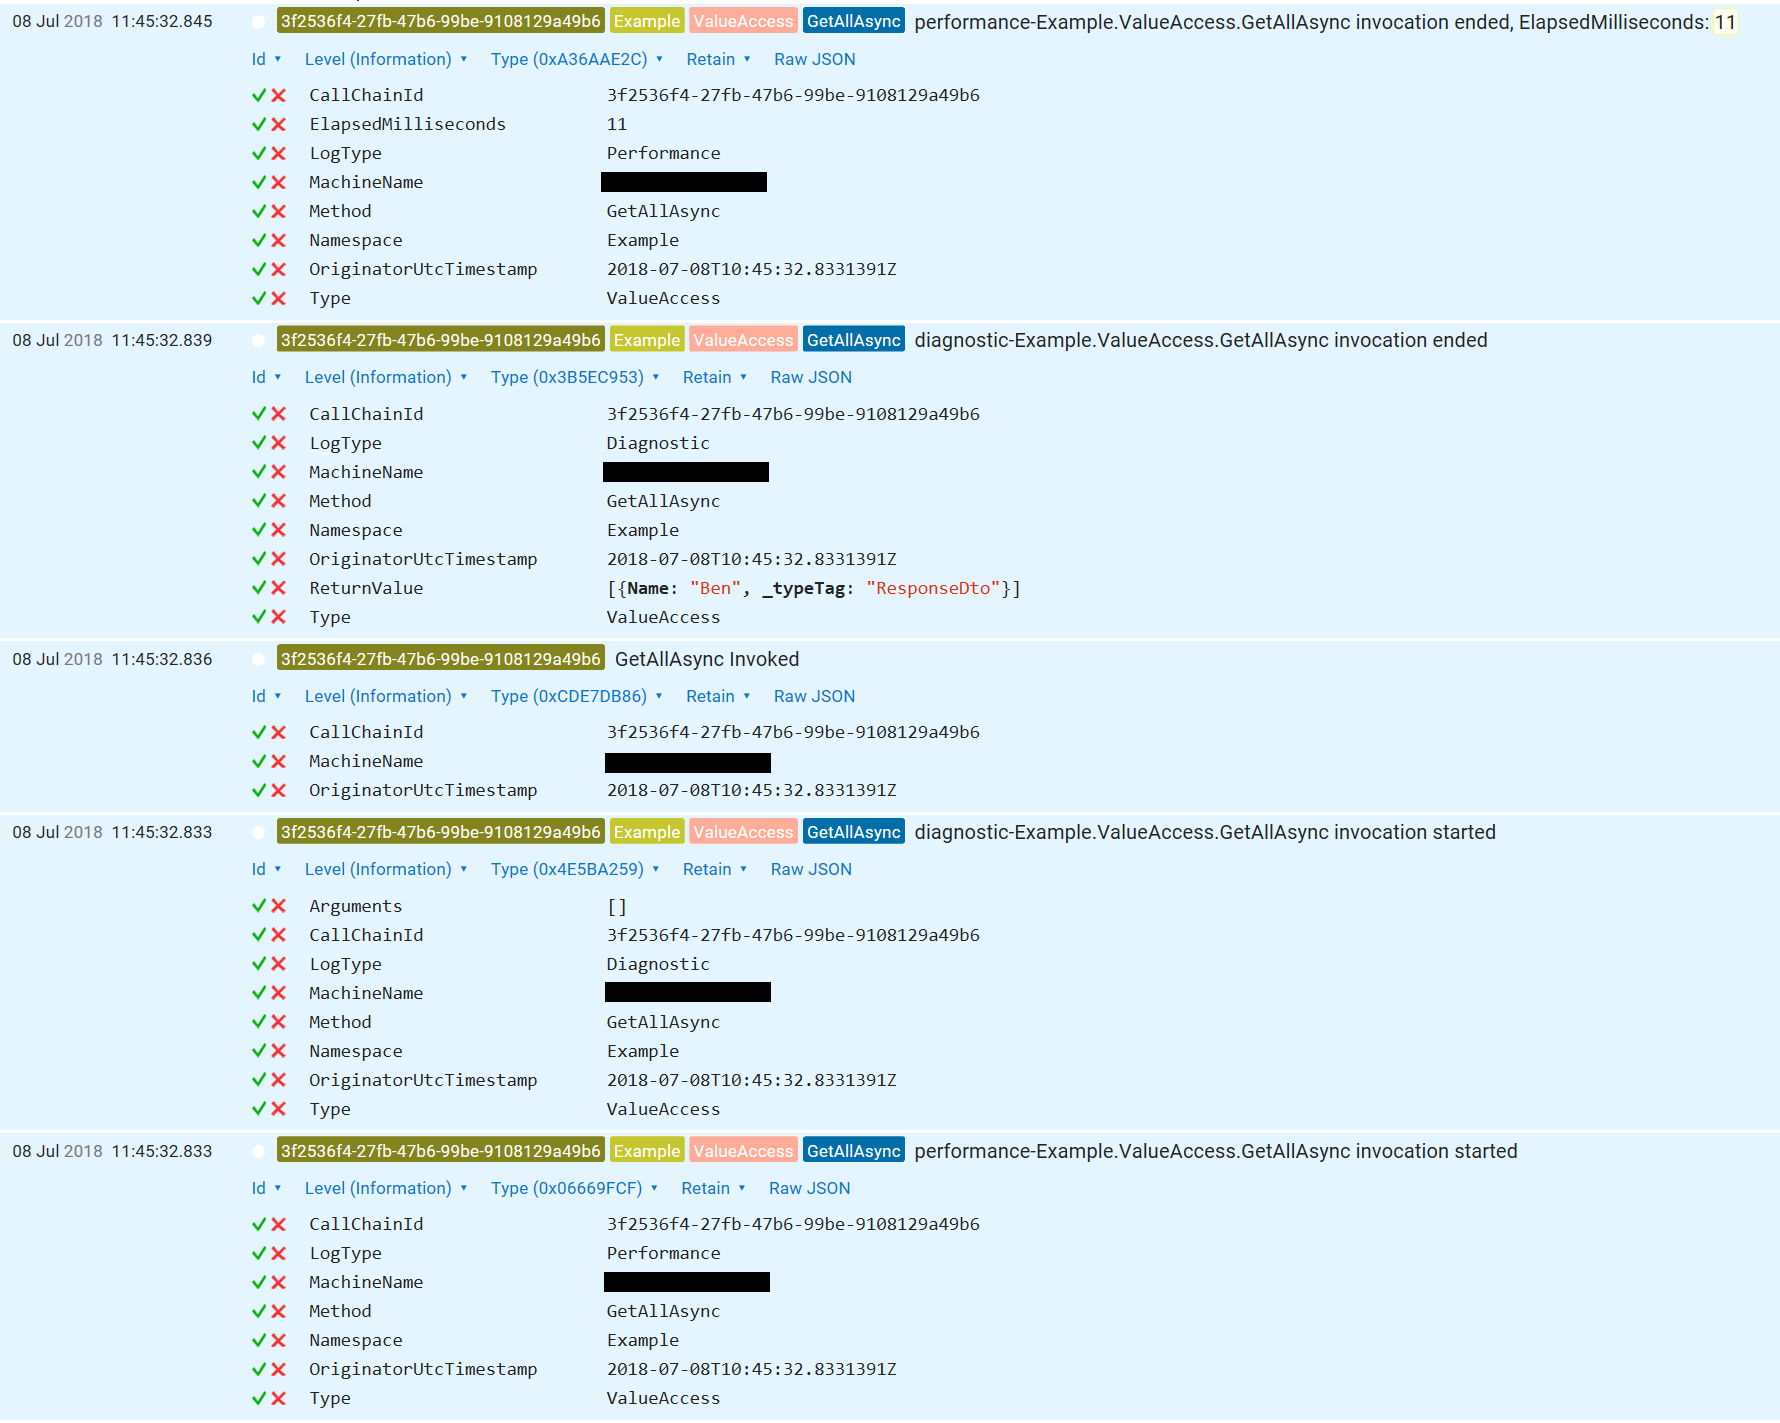 08 Jul 2018 11:45:32.845 3f2536f4-27fb-47b6-99be-9108129a49b6 Example ValueAccess GetAllAsync performance-Example.ValueAccess.GetAllAsync invocation ended, ElapsedMilliseconds: 11
Id ▼ Level (Information) ▼ Type (0xA36AAE2C) ▼ Retain ▼ Raw JSON
CallChainId 3f2536f4-27fb-47b6-99be-9108129a49b6
ElapsedMilliseconds 11
LogType Performance
MachineName
Method GetAllAsync
Namespace Example
OriginatorUtcTimestamp 2018-07-08T10:45:32.8331391Z
Type ValueAccess
08 Jul 2018 11:45:32.839 3f2536f4-27fb-47b6-99be-9108129a49b6 Example ValueAccess GetAllAsync diagnostic-Example.ValueAccess.GetAllAsync invocation ended
Id ▼ Level (Information) ▼ Type (0x3B5EC953) ▼ Retain ▼ Raw JSON
CallChainId 3f2536f4-27fb-47b6-99be-9108129a49b6
LogType Diagnostic
MachineName
Method GetAllAsync
Namespace Example
OriginatorUtcTimestamp 2018-07-08T10:45:32.8331391Z
ReturnValue [{Name: "Ben", _typeTag: "ResponseDto"}]
Type ValueAccess
08 Jul 2018 11:45:32.836 3f2536f4-27fb-47b6-99be-9108129a49b6 GetAllAsync Invoked
Id ▼ Level (Information) ▼ Type (0xCDE7DB86) ▼ Retain ▼ Raw JSON
CallChainId 3f2536f4-27fb-47b6-99be-9108129a49b6
MachineName
OriginatorUtcTimestamp 2018-07-08T10:45:32.8331391Z
08 Jul 2018 11:45:32.833 3f2536f4-27fb-47b6-99be-9108129a49b6 Example ValueAccess GetAllAsync diagnostic-Example.ValueAccess.GetAllAsync invocation started
Id ▼ Level (Information) ▼ Type (0x4E5BA259) ▼ Retain ▼ Raw JSON
Arguments []
CallChainId 3f2536f4-27fb-47b6-99be-9108129a49b6
LogType Diagnostic
MachineName
Method GetAllAsync
Namespace Example
OriginatorUtcTimestamp 2018-07-08T10:45:32.8331391Z
Type ValueAccess
08 Jul 2018 11:45:32.833 3f2536f4-27fb-47b6-99be-9108129a49b6 Example ValueAccess GetAllAsync performance-Example.ValueAccess.GetAllAsync invocation started
Id ▼ Level (Information) ▼ Type (0x06669FCF) ▼ Retain ▼ Raw JSON
CallChainId 3f2536f4-27fb-47b6-99be-9108129a49b6
LogType Performance
MachineName
Method GetAllAsync
Namespace Example
OriginatorUtcTimestamp 2018-07-08T10:45:32.8331391Z
Type ValueAccess